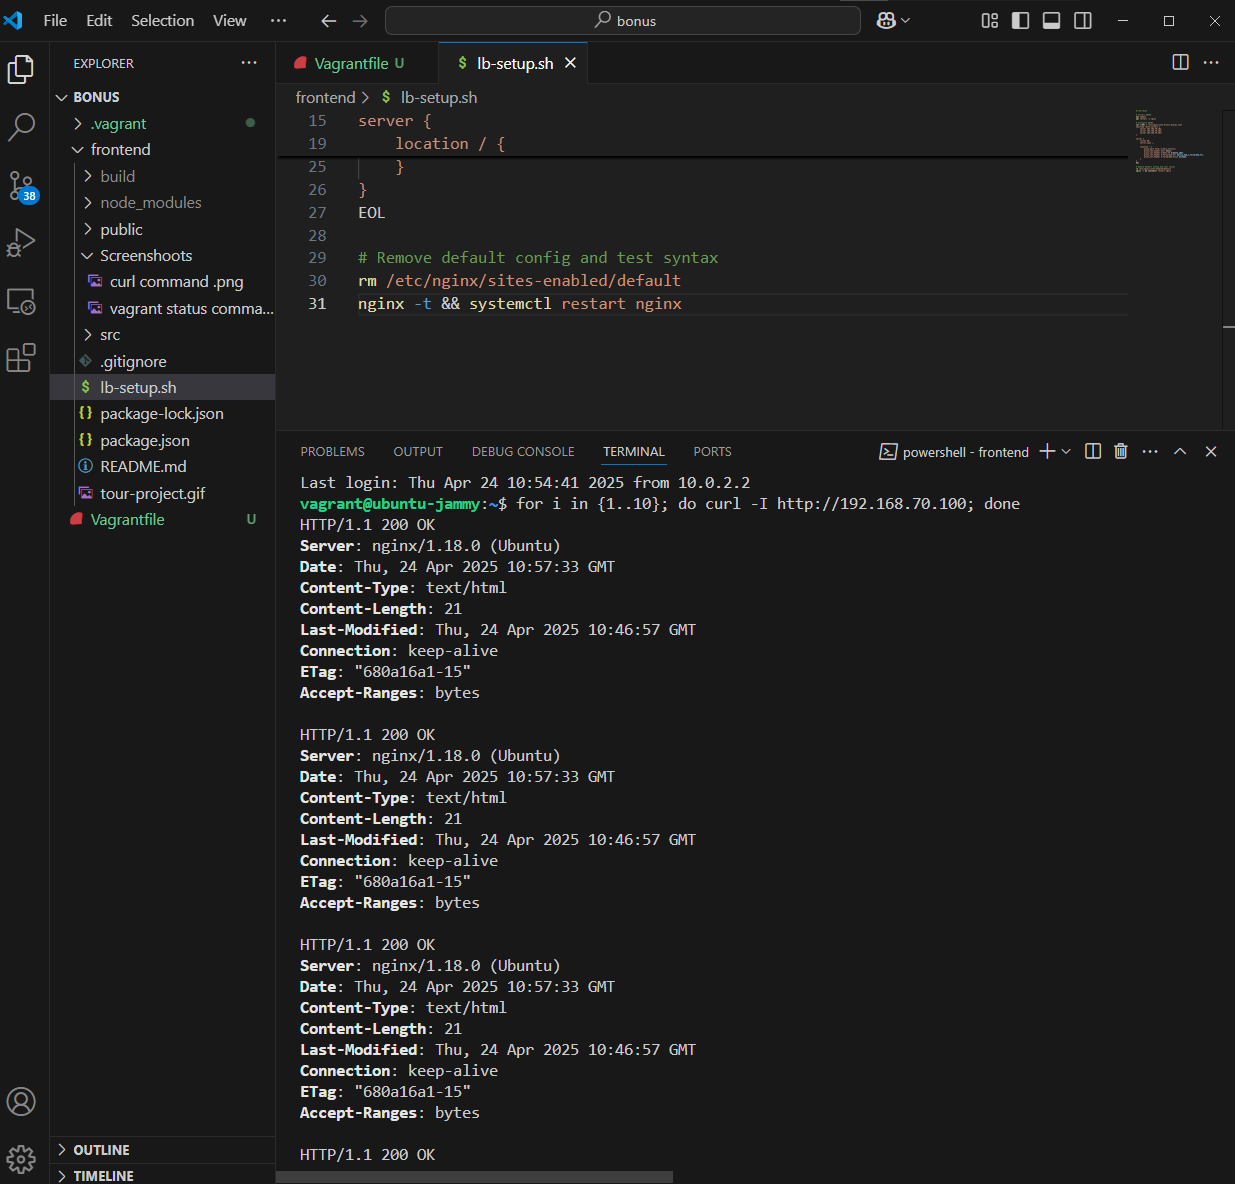 File Edit Selection View ··· bonus
EXPLORER ···
BONUS
.vagrant
frontend
build
node_modules
public
Screenshoots
curl command .png
vagrant status comma...
src
.gitignore
$ lb-setup.sh
{} package-lock.json
{} package.json
README.md
tour-project.gif
Vagrantfile U
38
OUTLINE
TIMELINE
Vagrantfile U
$ lb-setup.sh
frontend > $ lb-setup.sh
15 server {
19 location / {
25 }
26 }
27 EOL
28
29 # Remove default config and test syntax
30 rm /etc/nginx/sites-enabled/default
31 nginx -t && systemctl restart nginx
PROBLEMS OUTPUT DEBUG CONSOLE TERMINAL PORTS powershell - frontend
Last login: Thu Apr 24 10:54:41 2025 from 10.0.2.2
vagrant@ubuntu-jammy:~$ for i in {1..10}; do curl -I http://192.168.70.100; done
HTTP/1.1 200 OK
Server: nginx/1.18.0 (Ubuntu)
Date: Thu, 24 Apr 2025 10:57:33 GMT
Content-Type: text/html
Content-Length: 21
Last-Modified: Thu, 24 Apr 2025 10:46:57 GMT
Connection: keep-alive
ETag: "680a16a1-15"
Accept-Ranges: bytes
HTTP/1.1 200 OK
Server: nginx/1.18.0 (Ubuntu)
Date: Thu, 24 Apr 2025 10:57:33 GMT
Content-Type: text/html
Content-Length: 21
Last-Modified: Thu, 24 Apr 2025 10:46:57 GMT
Connection: keep-alive
ETag: "680a16a1-15"
Accept-Ranges: bytes
HTTP/1.1 200 OK
Server: nginx/1.18.0 (Ubuntu)
Date: Thu, 24 Apr 2025 10:57:33 GMT
Content-Type: text/html
Content-Length: 21
Last-Modified: Thu, 24 Apr 2025 10:46:57 GMT
Connection: keep-alive
ETag: "680a16a1-15"
Accept-Ranges: bytes
HTTP/1.1 200 OK